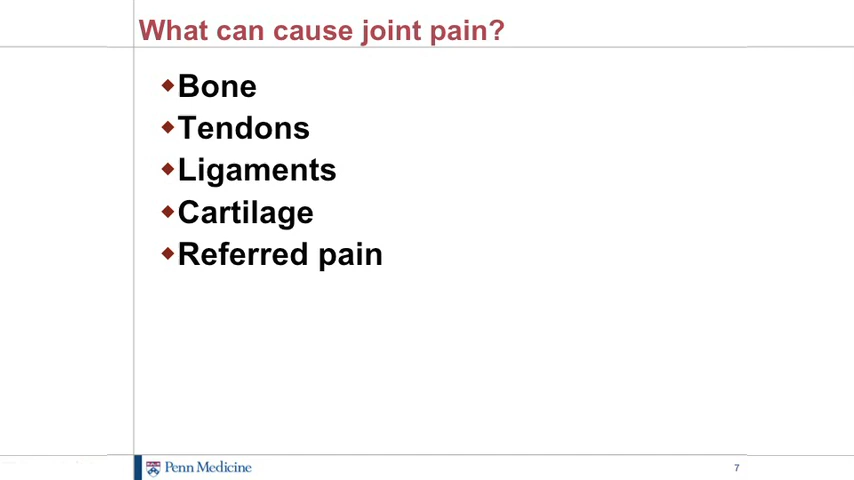 What can cause joint pain?
Bone
Tendons
Ligaments
Cartilage
Referred pain
Penn Medicine
7